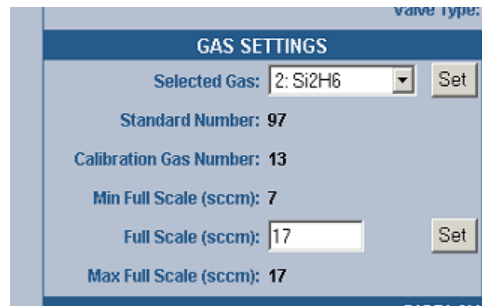 Valve Type:
GAS SETTINGS
Selected Gas: 2: Si2H6 Set
Standard Number: 97
Calibration Gas Number: 13
Min Full Scale (sccm): 7
Full Scale (sccm): 17 Set
Max Full Scale (sccm): 17